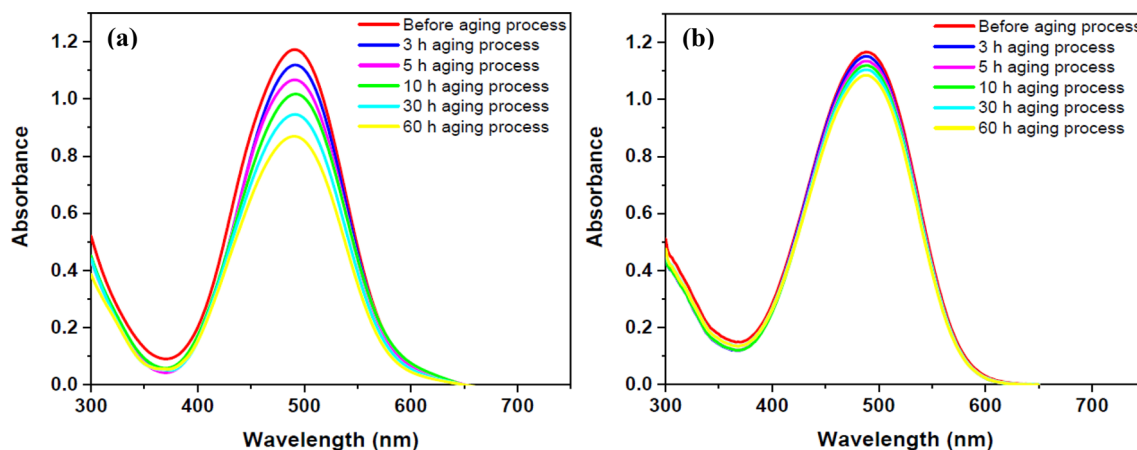 (a)
Before aging process
3 h aging process
5 h aging process
10 h aging process
30 h aging process
60 h aging process
1.2
1.0
0.8
0.6
0.4
0.2
0.0
Absorbance
300 400 500 600 700
Wavelength (nm)
(b)
Before aging process
3 h aging process
5 h aging process
10 h aging process
30 h aging process
60 h aging process
1.2
1.0
0.8
0.6
0.4
0.2
0.0
Absorbance
300 400 500 600 700
Wavelength (nm)